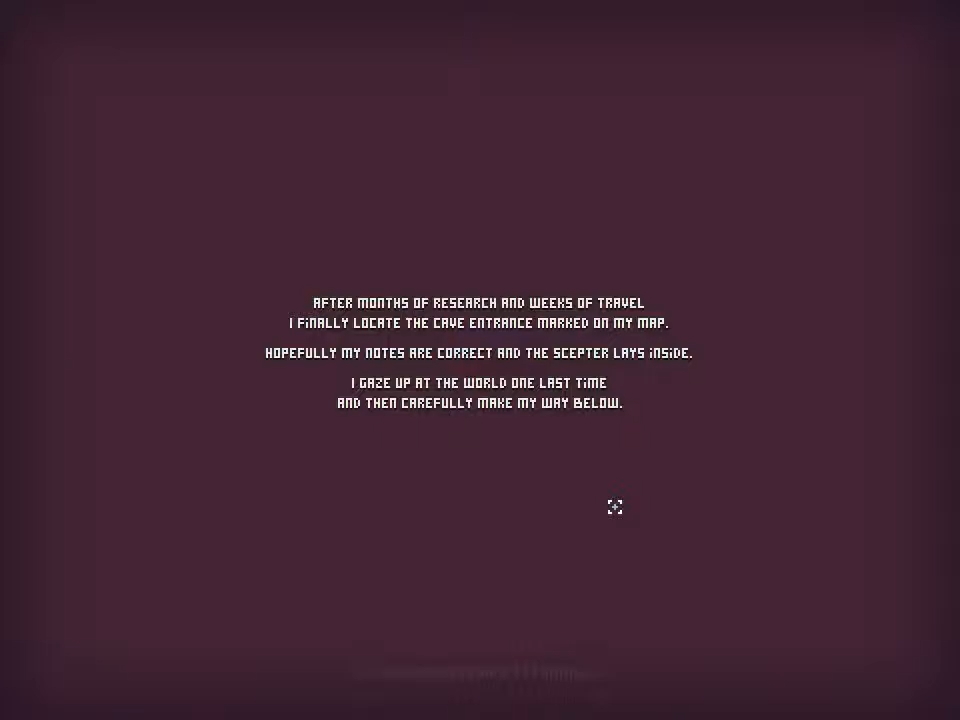 AFTER MONTHS OF RESEARCH AND WEEKS OF TRAVEL
I FINALLY LOCATE THE CAVE ENTRANCE MARKED ON MY MAP.
HOPEFULLY MY NOTES ARE CORRECT AND THE SCEPTER LAYS INSIDE.
I GAZE UP AT THE WORLD ONE LAST TIME
AND THEN CAREFULLY MAKE MY WAY BELOW.